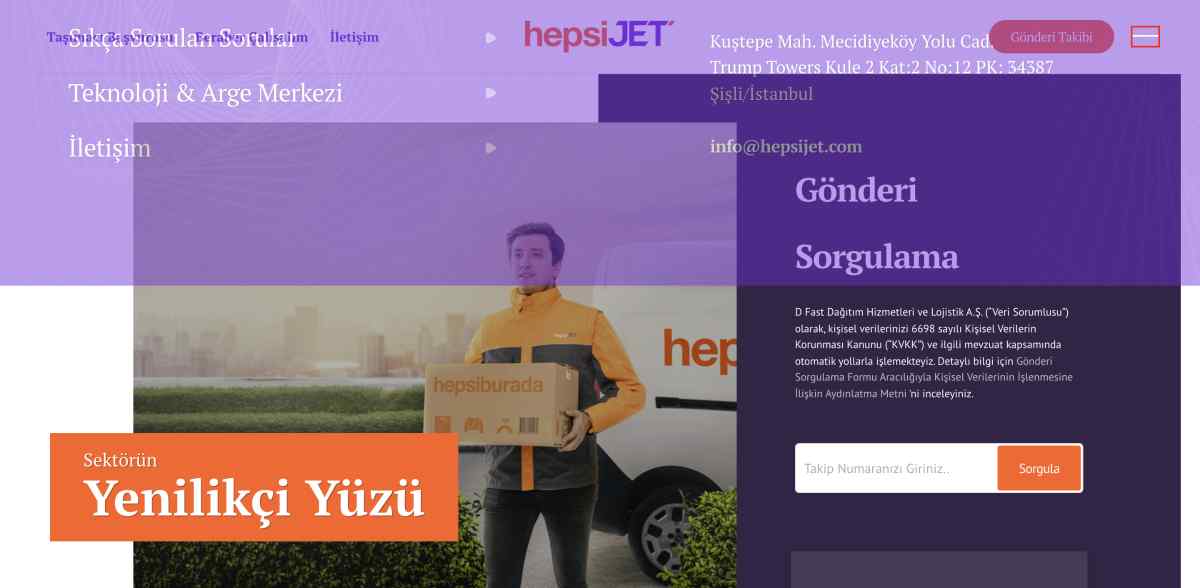 Taşımacı Başvurusu
Beraber Çalışalım
İletişim
hepsiJET
Gönderi Takibi
Sıkça Sorulan Sorular
Teknoloji & Arge Merkezi
İletişim
Kuştepe Mah. Mecidiyeköy Yolu Cad.
Trump Towers Kule 2 Kat:2 No:12 PK: 34387
Şişli/İstanbul
info@hepsijet.com
Gönderi
Sorgulama
D Fast Dağıtım Hizmetleri ve Lojistik A.Ş. ("Veri Sorumlusu")
olarak, kişisel verilerinizi 6698 sayılı Kişisel Verilerin
Korunması Kanunu ("KVKK") ve ilgili mevzuat kapsamında
otomatik yollarla işlemekteyiz. Detaylı bilgi için Gönderi
Sorgulama Formu Aracılığıyla Kişisel Verilerinin İşlenmesine
İlişkin Aydınlatma Metni 'ni inceleyiniz.
Takip Numaranızı Giriniz..
Sorgula
hepsiburada
hep
Sektörün
Yenilikçi Yüzü